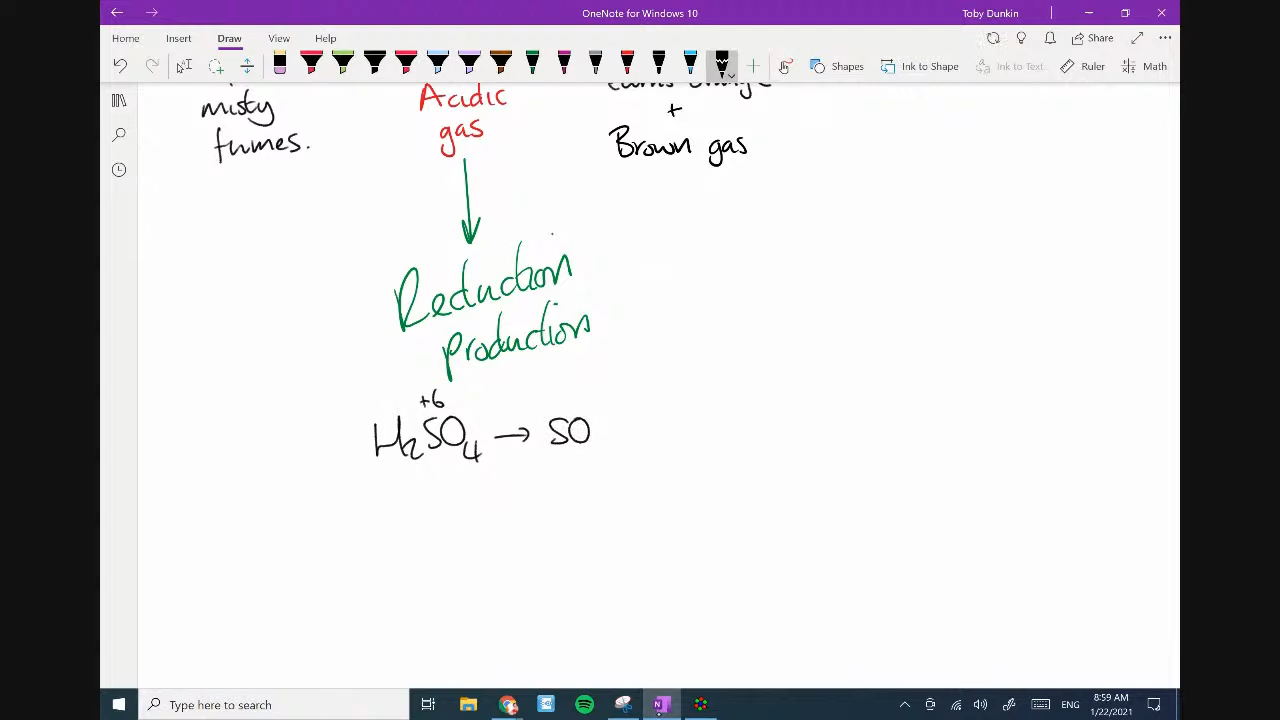 OneNote for Windows 10
Toby Dunkin
Home
Insert
Draw
View
Help
Shapes
Ink to Shape
Ink to Text
Ruler
Math
Share
misty
fumes.
Acidic
gas
+
Brown gas
Reduction
production
+6
H₂SO₄ → SO
Type here to search
ENG
8:59 AM
1/22/2021